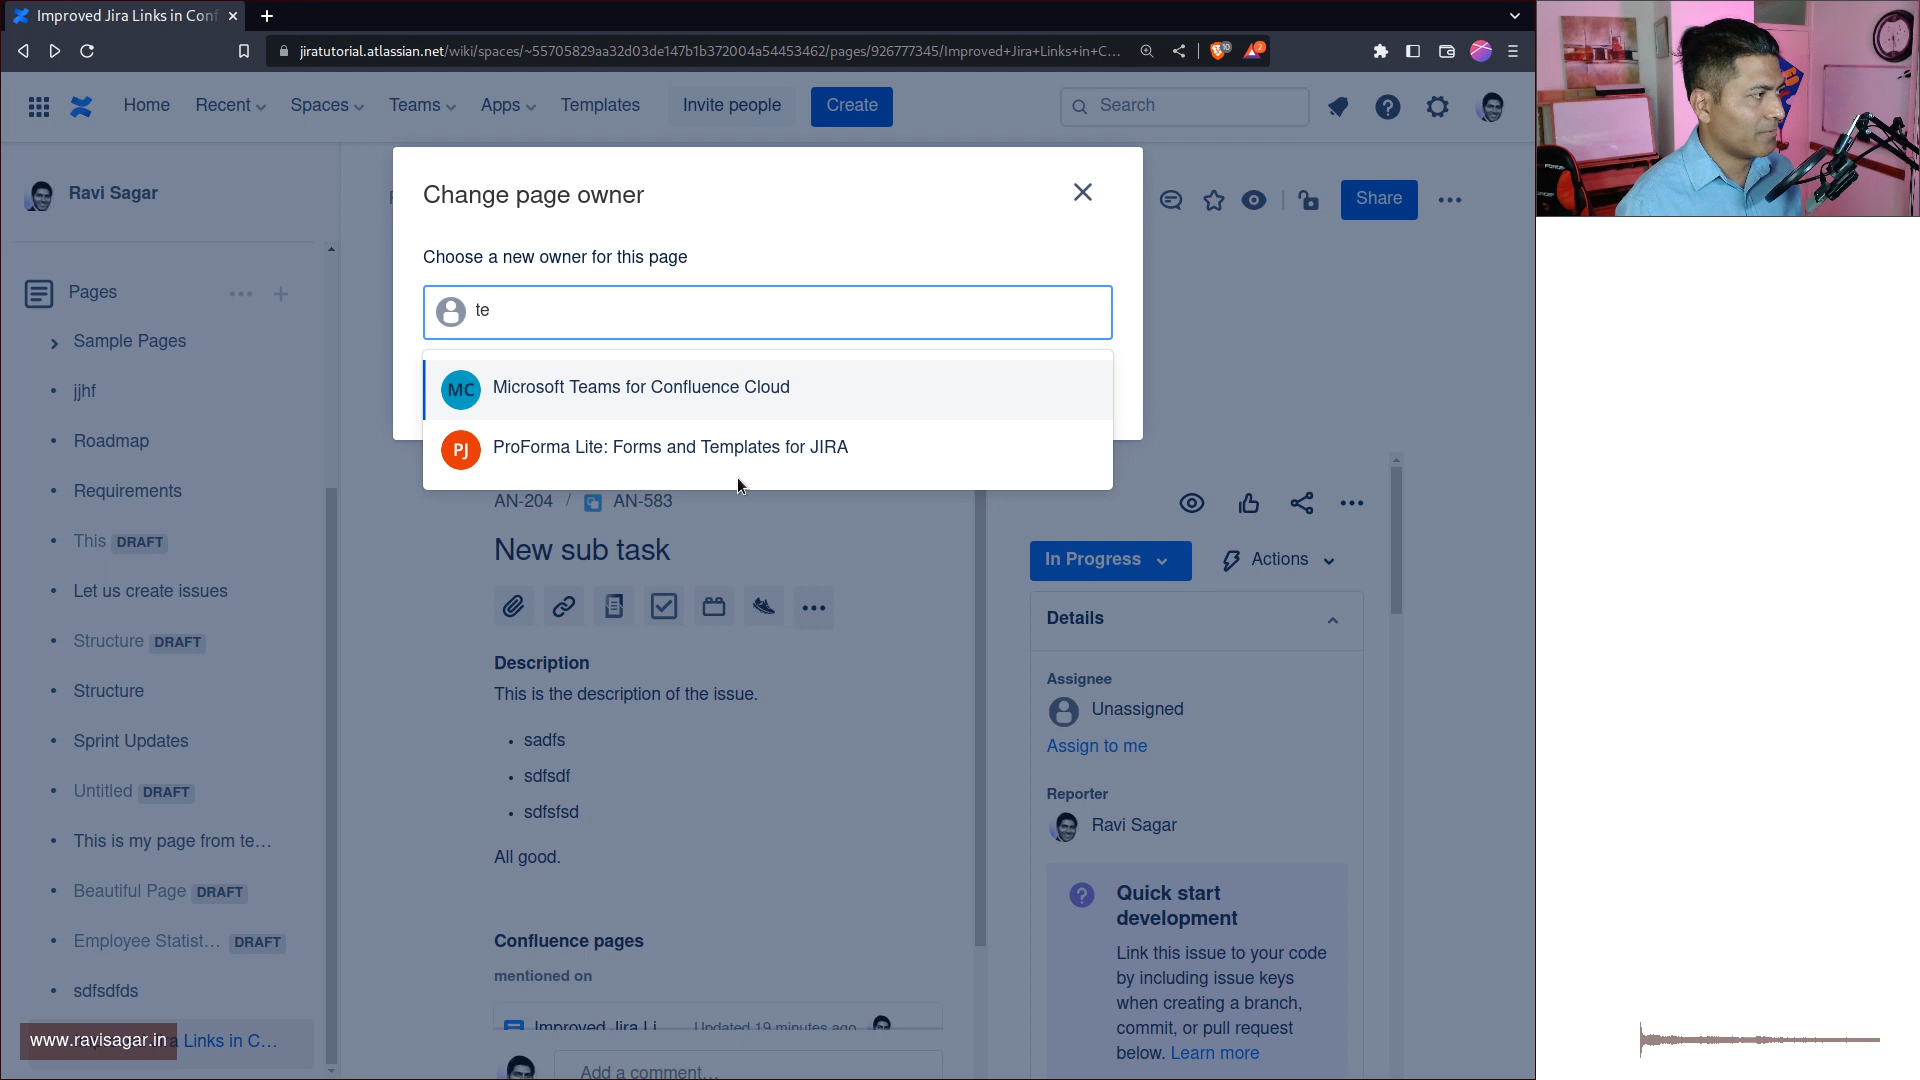 Improved Jira Links in Conf
jiratutorial.atlassian.net/wiki/spaces/~55705829aa32d03de147b1b372004a54453462/pages/926777345/Improved+Jira+Links+in+C...
10
2
Home
Recent
Spaces
Teams
Apps
Templates
Invite people
Create
Search
Ravi Sagar
Pages
Sample Pages
jjhf
Roadmap
Requirements
This DRAFT
Let us create issues
Structure DRAFT
Structure
Sprint Updates
Untitled DRAFT
This is my page from te...
Beautiful Page DRAFT
Employee Statist... DRAFT
sdfsdfds
www.ravisagar.in
Links in C...
Share
Change page owner
Choose a new owner for this page
te
MC Microsoft Teams for Confluence Cloud
PJ ProForma Lite: Forms and Templates for JIRA
AN-204 / AN-583
New sub task
Description
This is the description of the issue.
• sadfs
• sdfsdf
• sdfsfsd
All good.
Confluence pages
mentioned on
Improved Jira Li
Updated 19 minutes ago
Add a comment...
In Progress
Actions
Details
Assignee
Unassigned
Assign to me
Reporter
Ravi Sagar
Quick start
development
Link this issue to your code
by including issue keys
when creating a branch,
commit, or pull request
below. Learn more